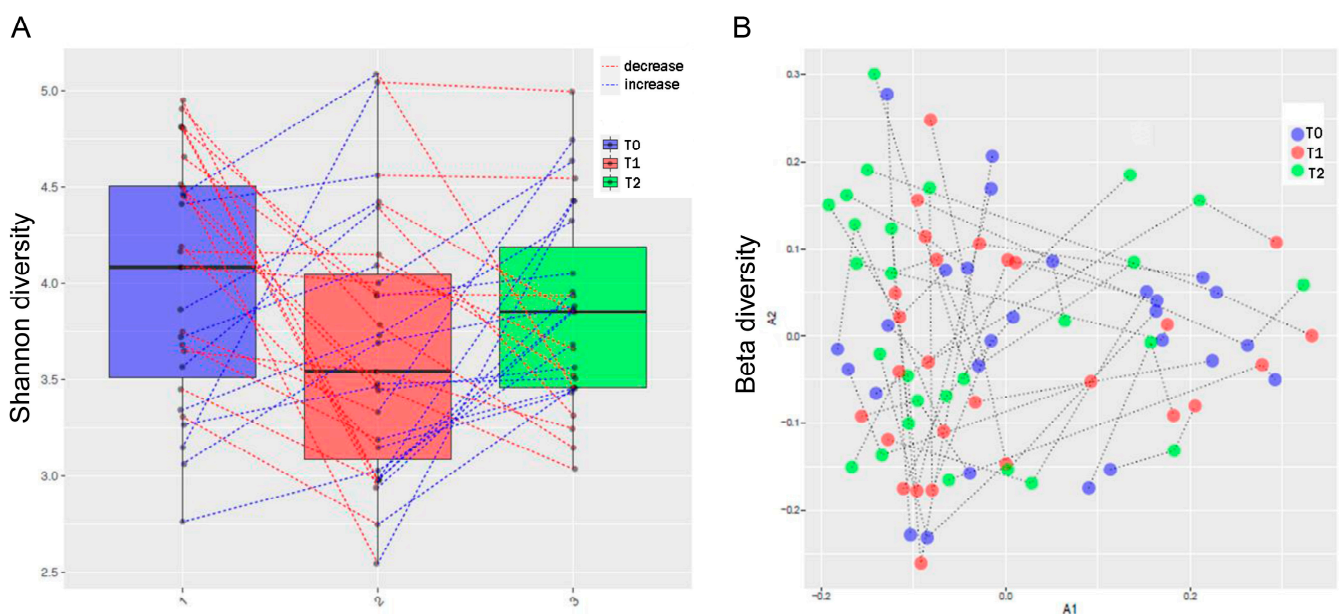 A
B
decrease
increase
T0
T1
T2
5.0
4.5
4.0
3.5
3.0
2.5
Shannon diversity
1
2
3
T0
T1
T2
0.3
0.2
0.1
0.0
−0.1
−0.2
A2
Beta diversity
−0.2
0.0
0.2
A1